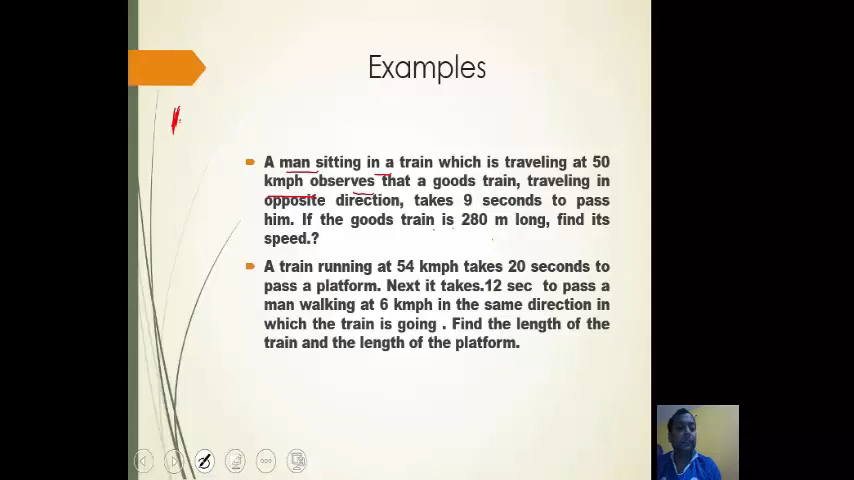 Examples
A man sitting in a train which is traveling at 50
kmph observes that a goods train, traveling in
opposite direction, takes 9 seconds to pass
him. If the goods train is 280 m long, find its
speed.?
A train running at 54 kmph takes 20 seconds to
pass a platform. Next it takes.12 sec to pass a
man walking at 6 kmph in the same direction in
which the train is going . Find the length of the
train and the length of the platform.